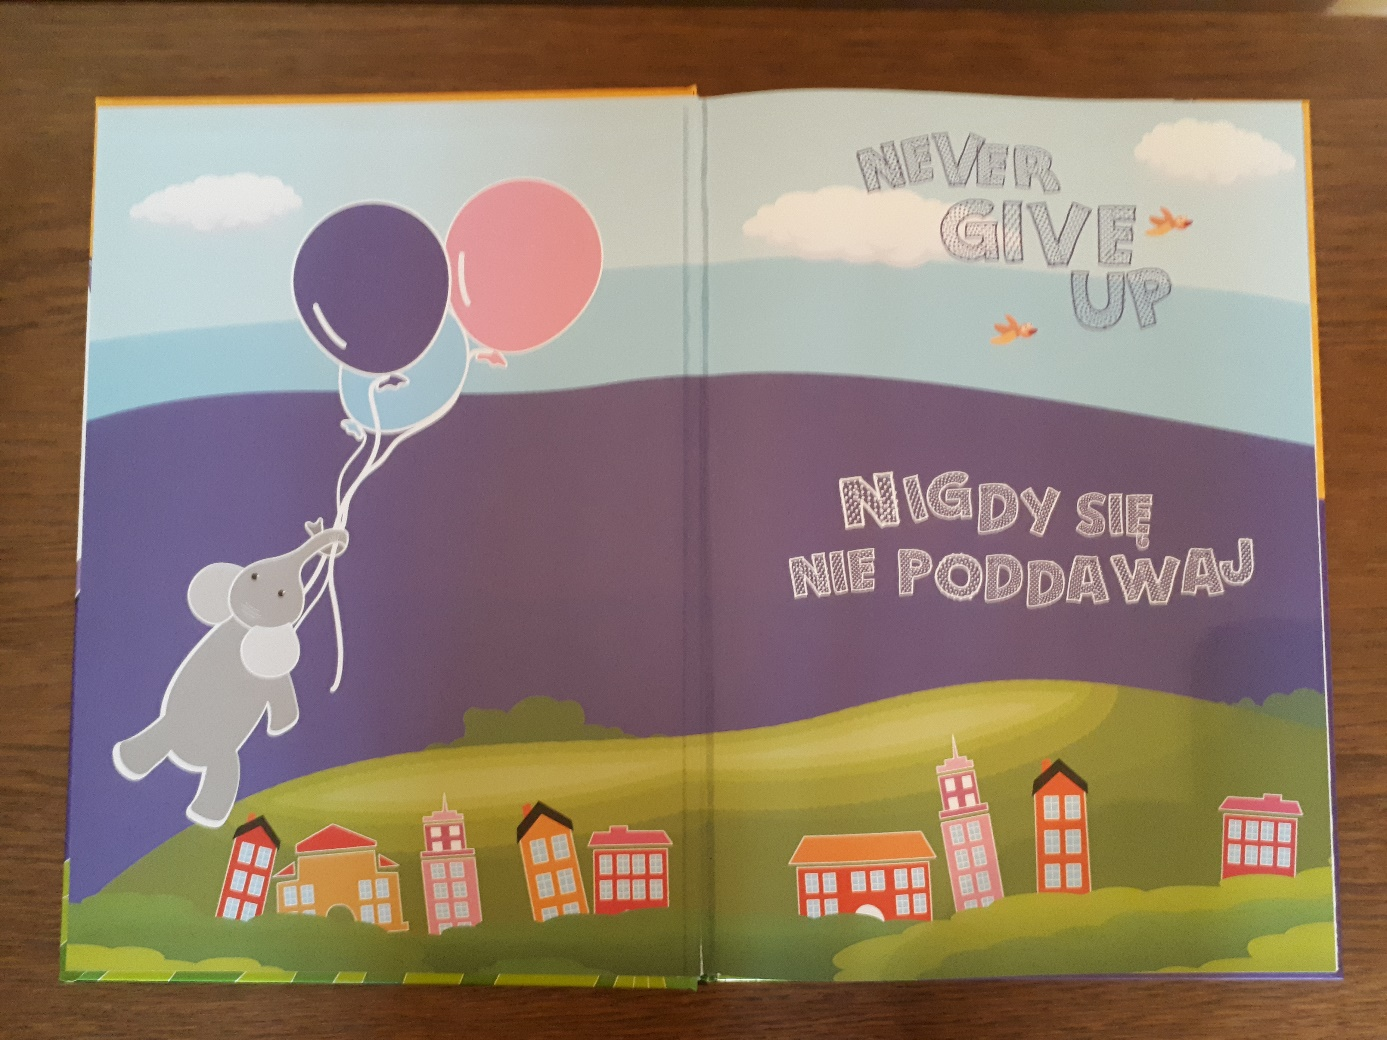 NEVER
GIVE
UP
NIGDY SIĘ
NIE PODDAWAJ